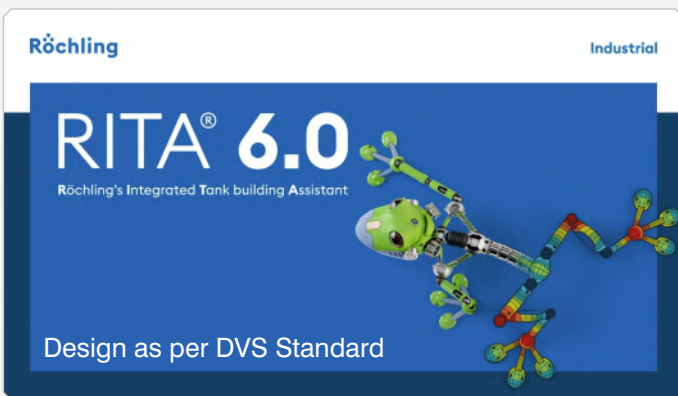 Röchling
Industrial
RITA® 6.0
Röchling's Integrated Tank building Assistant
Design as per DVS Standard